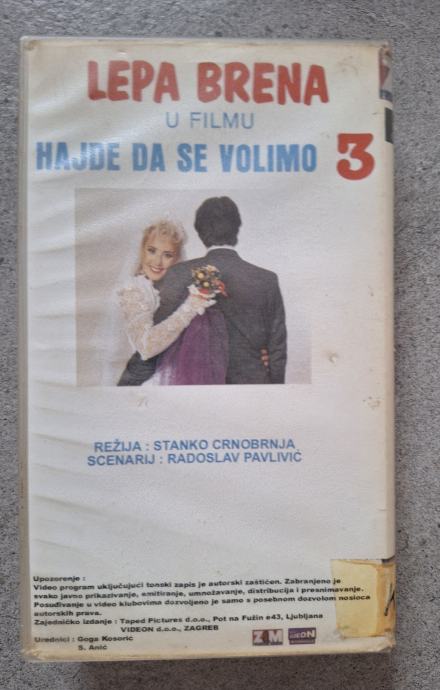 LEPA BRENA
U FILMU
HAJDE DA SE VOLIMO 3
REŽIJA : STANKO CRNOBRNJA
SCENARIJ : RADOSLAV PAVLIVIĆ
Upozorenje :
Video program uključujući tonski zapis je autorski zaštićen. Zabranjeno je
svako javno prikazivanje, emitiranje, umnožavanje, distribucija i presnimavanje.
Posuđivanje u video klubovima dozvoljeno je samo s posebnom dozvolom nosioca
autorskih prava.
Zajedničko izdanje : Taped Pictures d.o.o., Pot na Fužin e43, Ljubljana
VIDEON d.o.o., ZAGREB
Urednici : Goga Kosorić
S. Anić